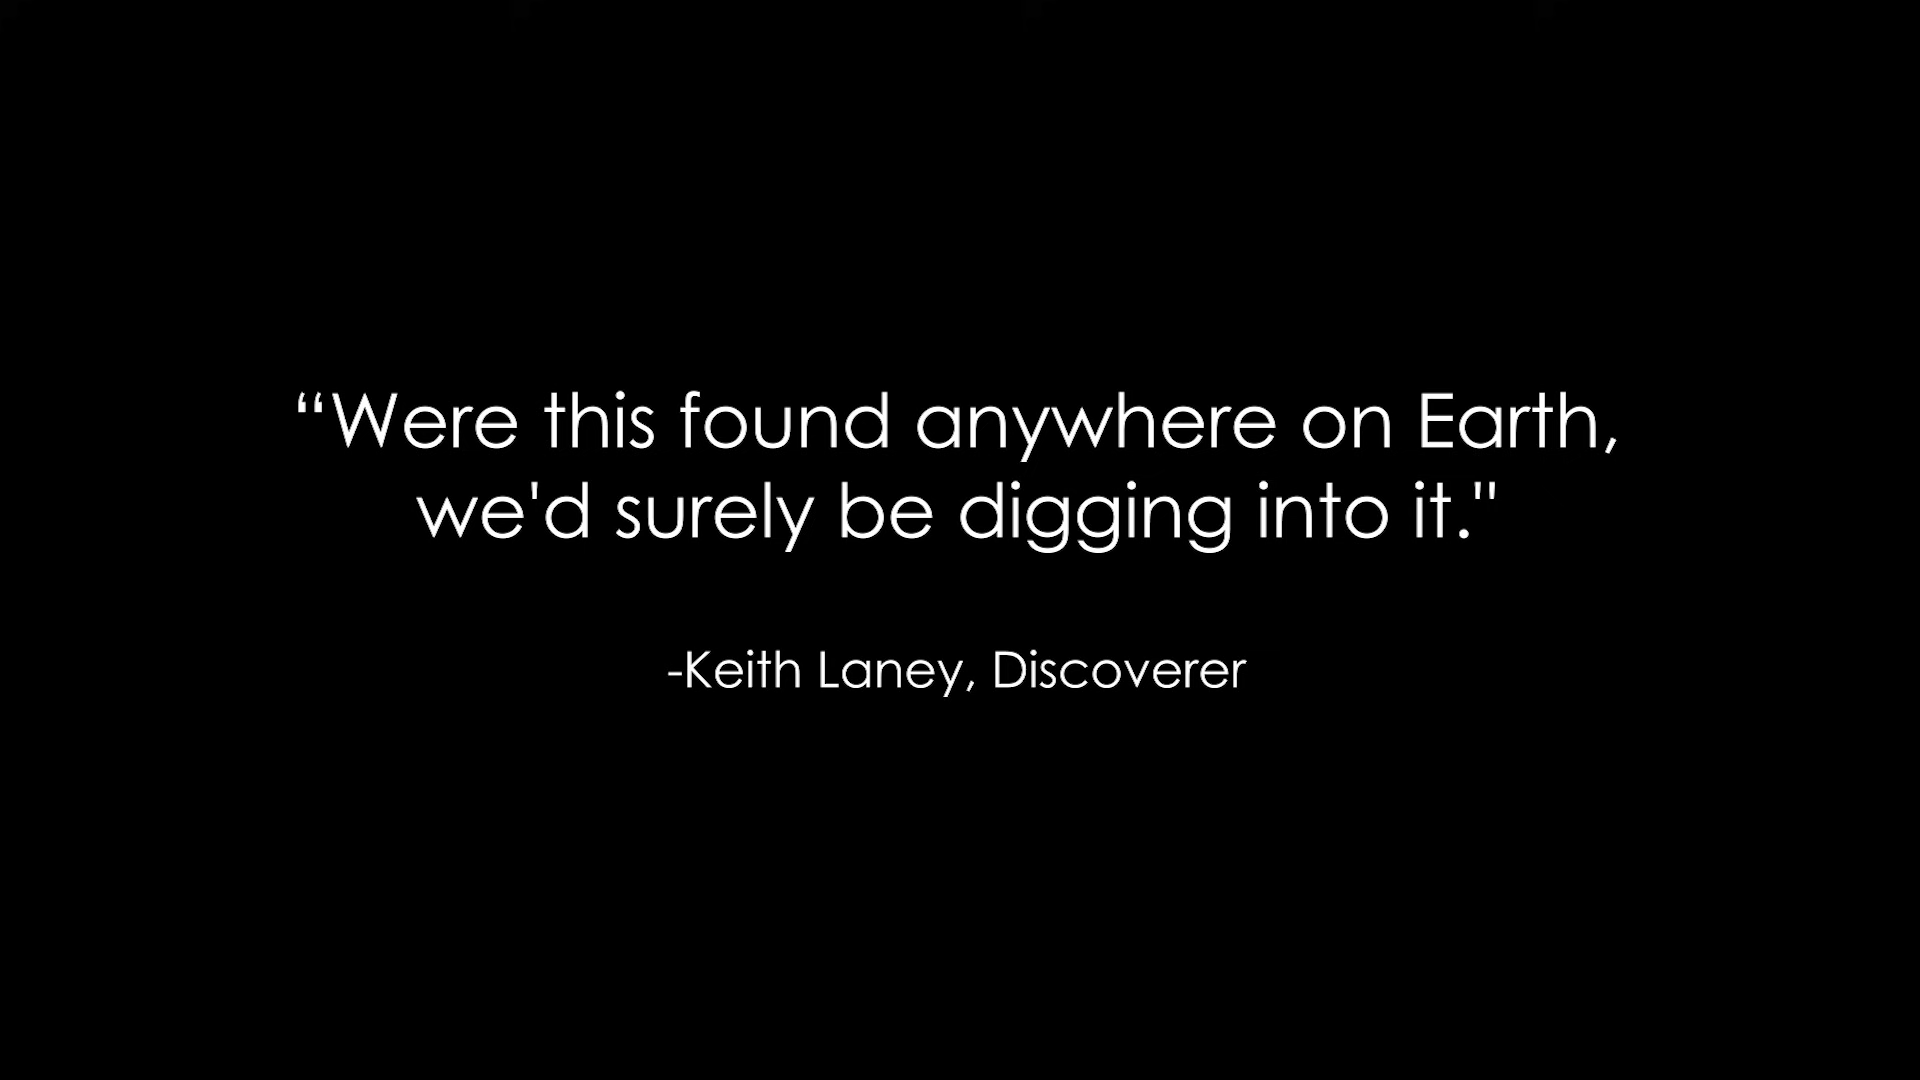 “Were this found anywhere on Earth,
we'd surely be digging into it."
-Keith Laney, Discoverer